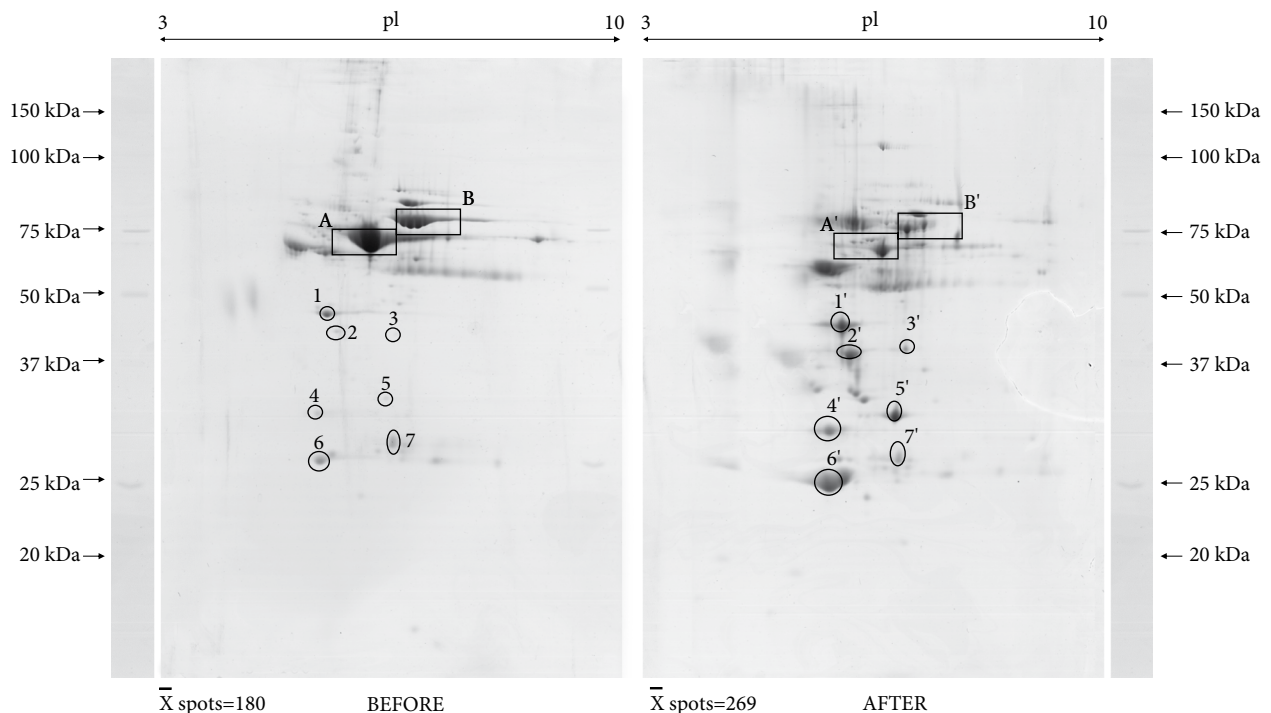 3 pI 10
3 pI 10
150 kDa
100 kDa
75 kDa
50 kDa
37 kDa
25 kDa
20 kDa
A
B
1
2
3
4
5
6
7
A'
B'
1'
2'
3'
4'
5'
6'
7'
150 kDa
100 kDa
75 kDa
50 kDa
37 kDa
25 kDa
20 kDa
X̅ spots=180 BEFORE
X̅ spots=269 AFTER